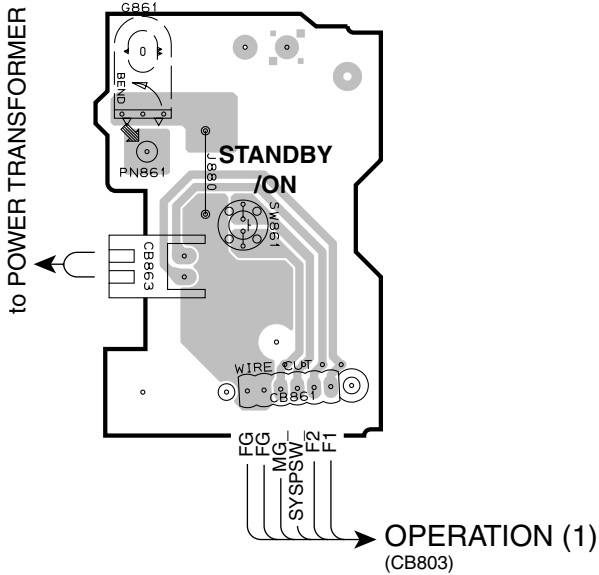 G861
to POWER TRANSFORMER
0
BEND
PN861
J880
STANDBY
/ON
SW861
CB863
WIRE CUT
CB861
FG
FG
MG
SYSPSW
F2
F1
OPERATION (1)
(CB803)